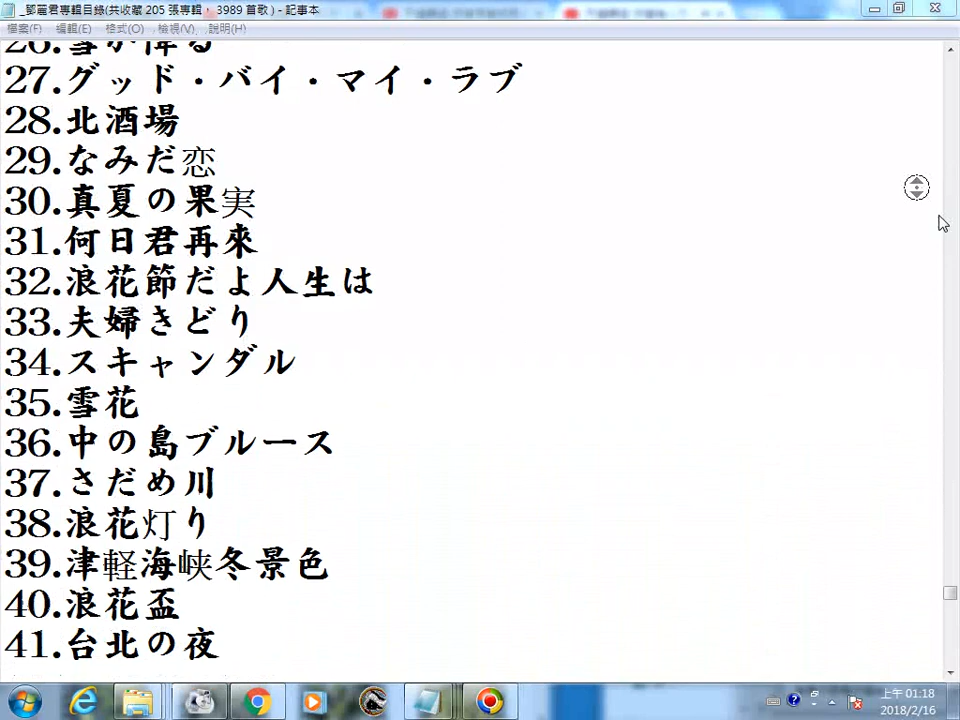 _鄧麗君專輯目錄(共收藏 205 張專輯， 3989 首歌 ) - 記事本
檔案(F) 編輯(E) 格式(O) 檢視(V) 說明(H)
27.グッド・バイ・マイ・ラブ
28.北酒場
29.なみだ恋
30.真夏の果実
31.何日君再來
32.浪花節だよ人生は
33.夫婦きどり
34.スキャンダル
35.雪花
36.中の島ブルース
37.さだめ川
38.浪花灯り
39.津軽海峡冬景色
40.浪花盃
41.台北の夜
上午 01:18
2018/2/16